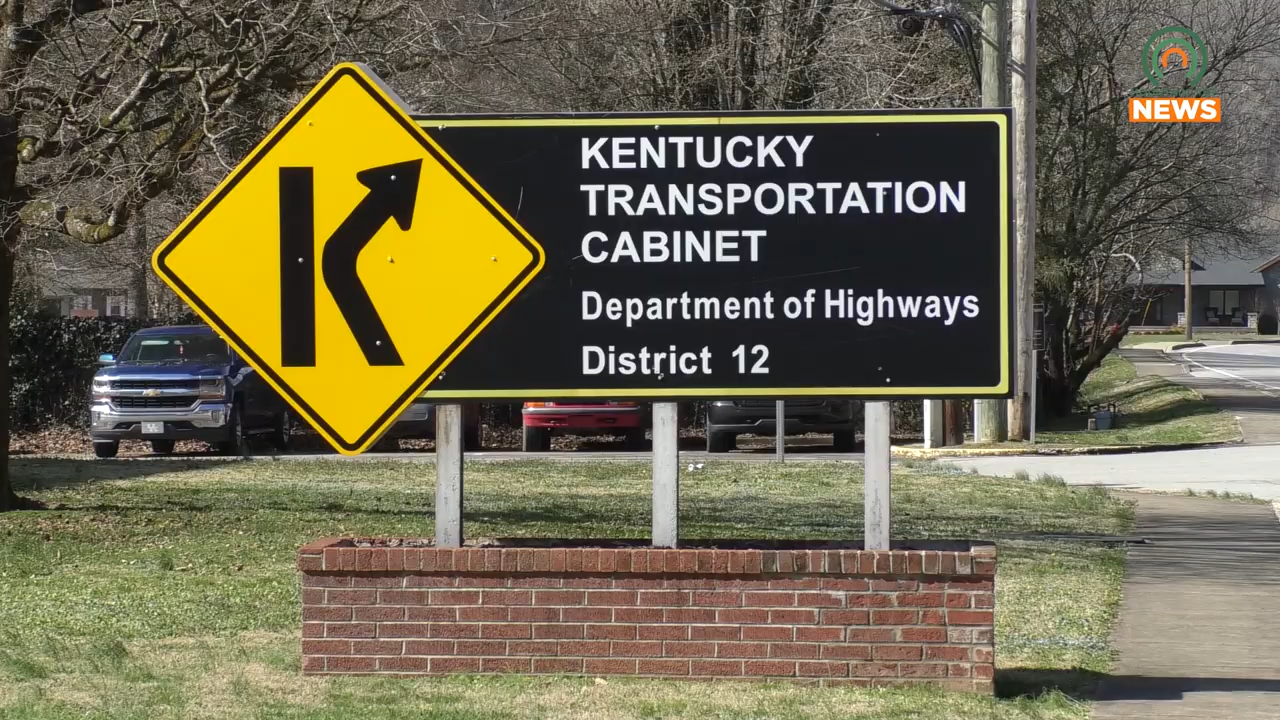 NEWS
KENTUCKY
TRANSPORTATION
CABINET
Department of Highways
District 12